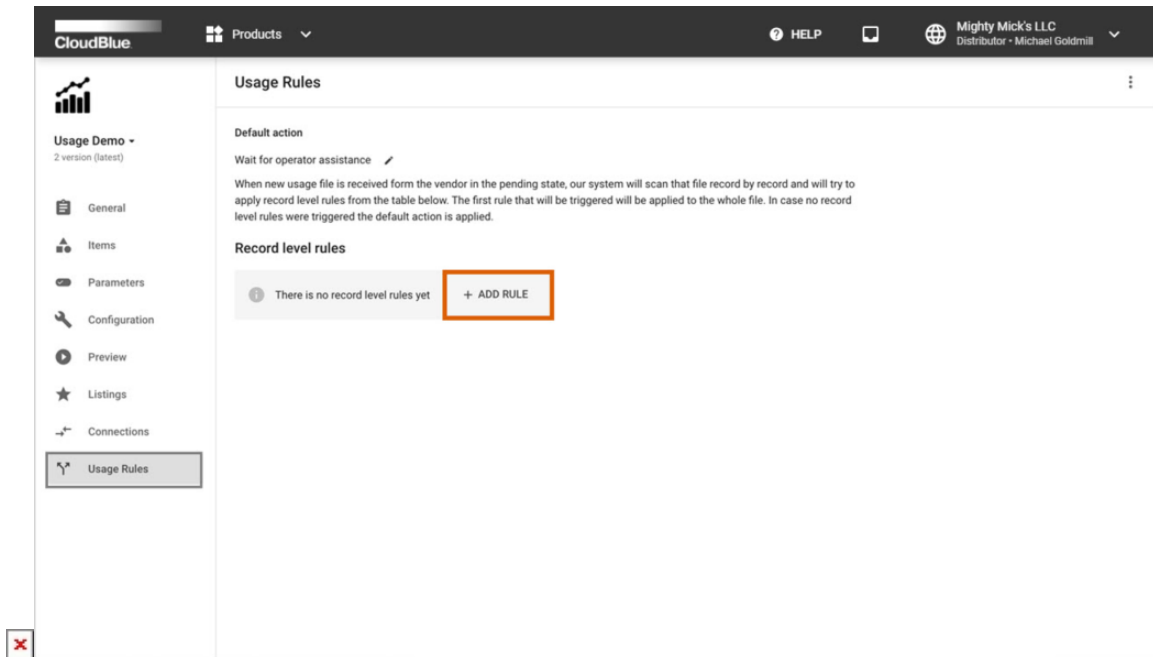 CloudBlue
Products
HELP
Mighty Mick's LLC
Distributor • Michael Goldmill
Usage Demo
2 version (latest)
General
Items
Parameters
Configuration
Preview
Listings
Connections
Usage Rules
Usage Rules
Default action
Wait for operator assistance
When new usage file is received form the vendor in the pending state, our system will scan that file record by record and will try to
apply record level rules from the table below. The first rule that will be triggered will be applied to the whole file. In case no record
level rules were triggered the default action is applied.
Record level rules
There is no record level rules yet
+ ADD RULE